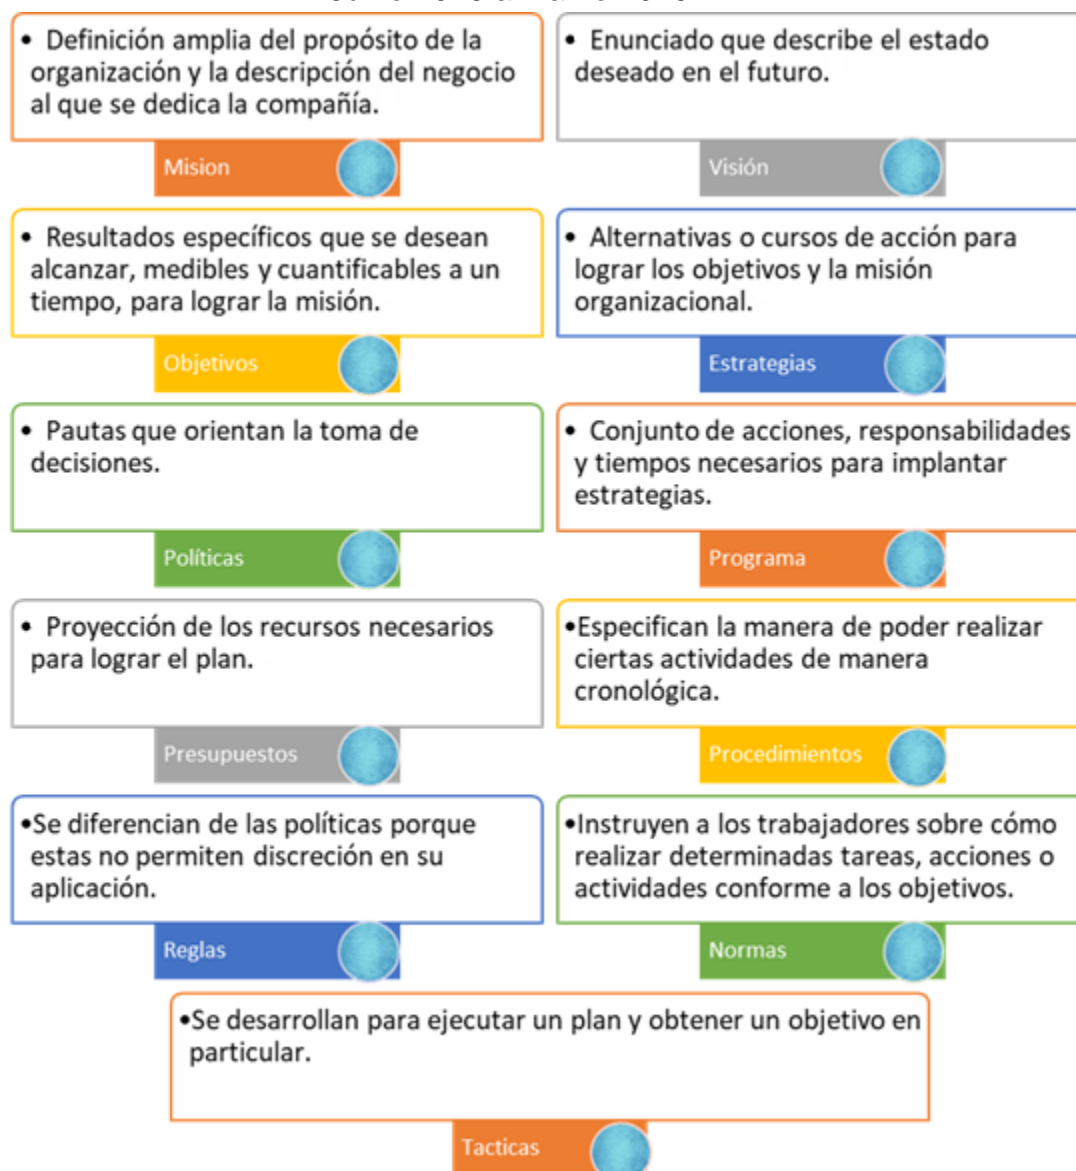 • Definición amplia del propósito de la
organización y la descripción del negocio
al que se dedica la compañía.
Mision
• Enunciado que describe el estado
deseado en el futuro.
Visión
• Resultados específicos que se desean
alcanzar, medibles y cuantificables a un
tiempo, para lograr la misión.
Objetivos
• Alternativas o cursos de acción para
lograr los objetivos y la misión
organizacional.
Estrategias
• Pautas que orientan la toma de
decisiones.
Políticas
• Conjunto de acciones, responsabilidades
y tiempos necesarios para implantar
estrategias.
Programa
• Proyección de los recursos necesarios
para lograr el plan.
Presupuestos
•Especifican la manera de poder realizar
ciertas actividades de manera
cronológica.
Procedimientos
•Se diferencian de las políticas porque
estas no permiten discreción en su
aplicación.
Reglas
•Instruyen a los trabajadores sobre cómo
realizar determinadas tareas, acciones o
actividades conforme a los objetivos.
Normas
•Se desarrollan para ejecutar un plan y obtener un objetivo en
particular.
Tacticas